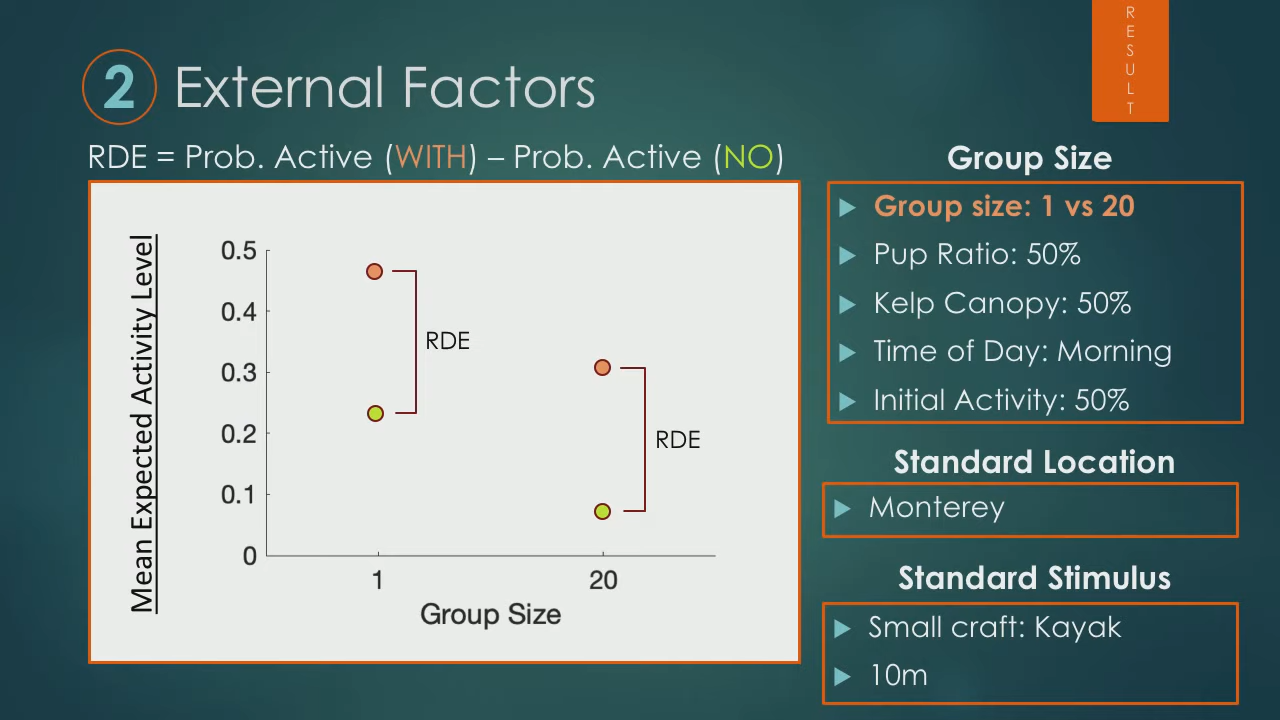 R
E
S
U
L
T
2 External Factors
RDE = Prob. Active (WITH) – Prob. Active (NO)
Mean Expected Activity Level
0.5
0.4
0.3
0.2
0.1
0
RDE
RDE
1 20
Group Size
Group Size
Group size: 1 vs 20
Pup Ratio: 50%
Kelp Canopy: 50%
Time of Day: Morning
Initial Activity: 50%
Standard Location
Monterey
Standard Stimulus
Small craft: Kayak
10m